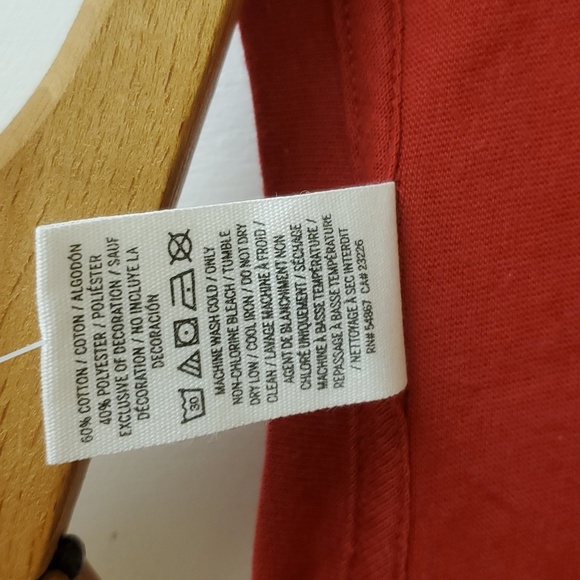 60% COTTON / COTON / ALGODÓN
40% POLYESTER / POLIÉSTER
EXCLUSIVE OF DECORATION / SAUF
DÉCORATION / NO INCLUYE LA
DECORACIÓN
30
MACHINE WASH COLD / ONLY
NON-CHLORINE BLEACH / TUMBLE
DRY LOW / COOL IRON / DO NOT DRY
CLEAN / LAVAGE MACHINE À FROID /
AGENT DE BLANCHIMENT NON
CHLORÉ UNIQUEMENT / SÉCHAGE
MACHINE À BASSE TEMPÉRATURE /
REPASSAGE À BASSE TEMPÉRATURE
/ NETTOYAGE À SEC INTERDIT
RN# 54867 CA# 23226